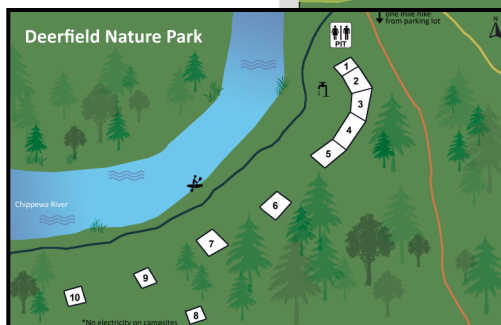 one mile hike
from parking lot
N
Deerfield Nature Park
PIT
1
2
3
4
5
6
7
8
9
10
Chippewa River
*No electricity on campsites